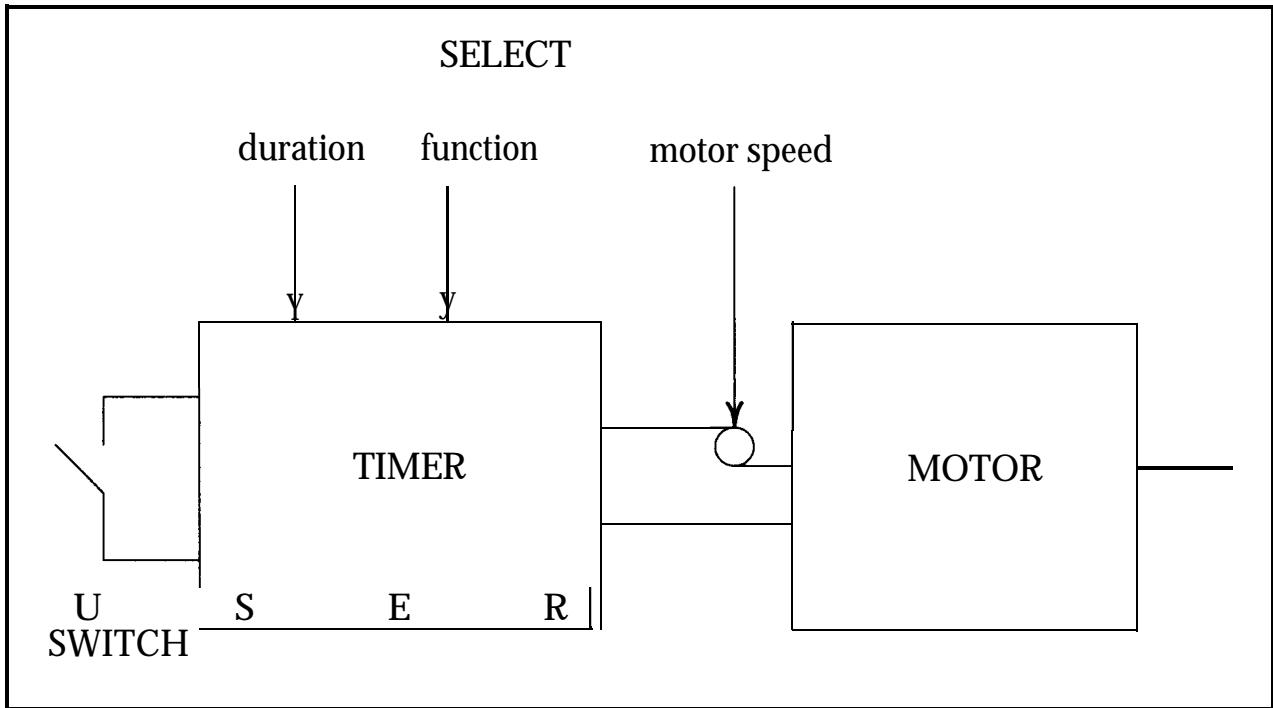 SELECT
duration function motor speed
TIMER MOTOR
U S E R
SWITCH